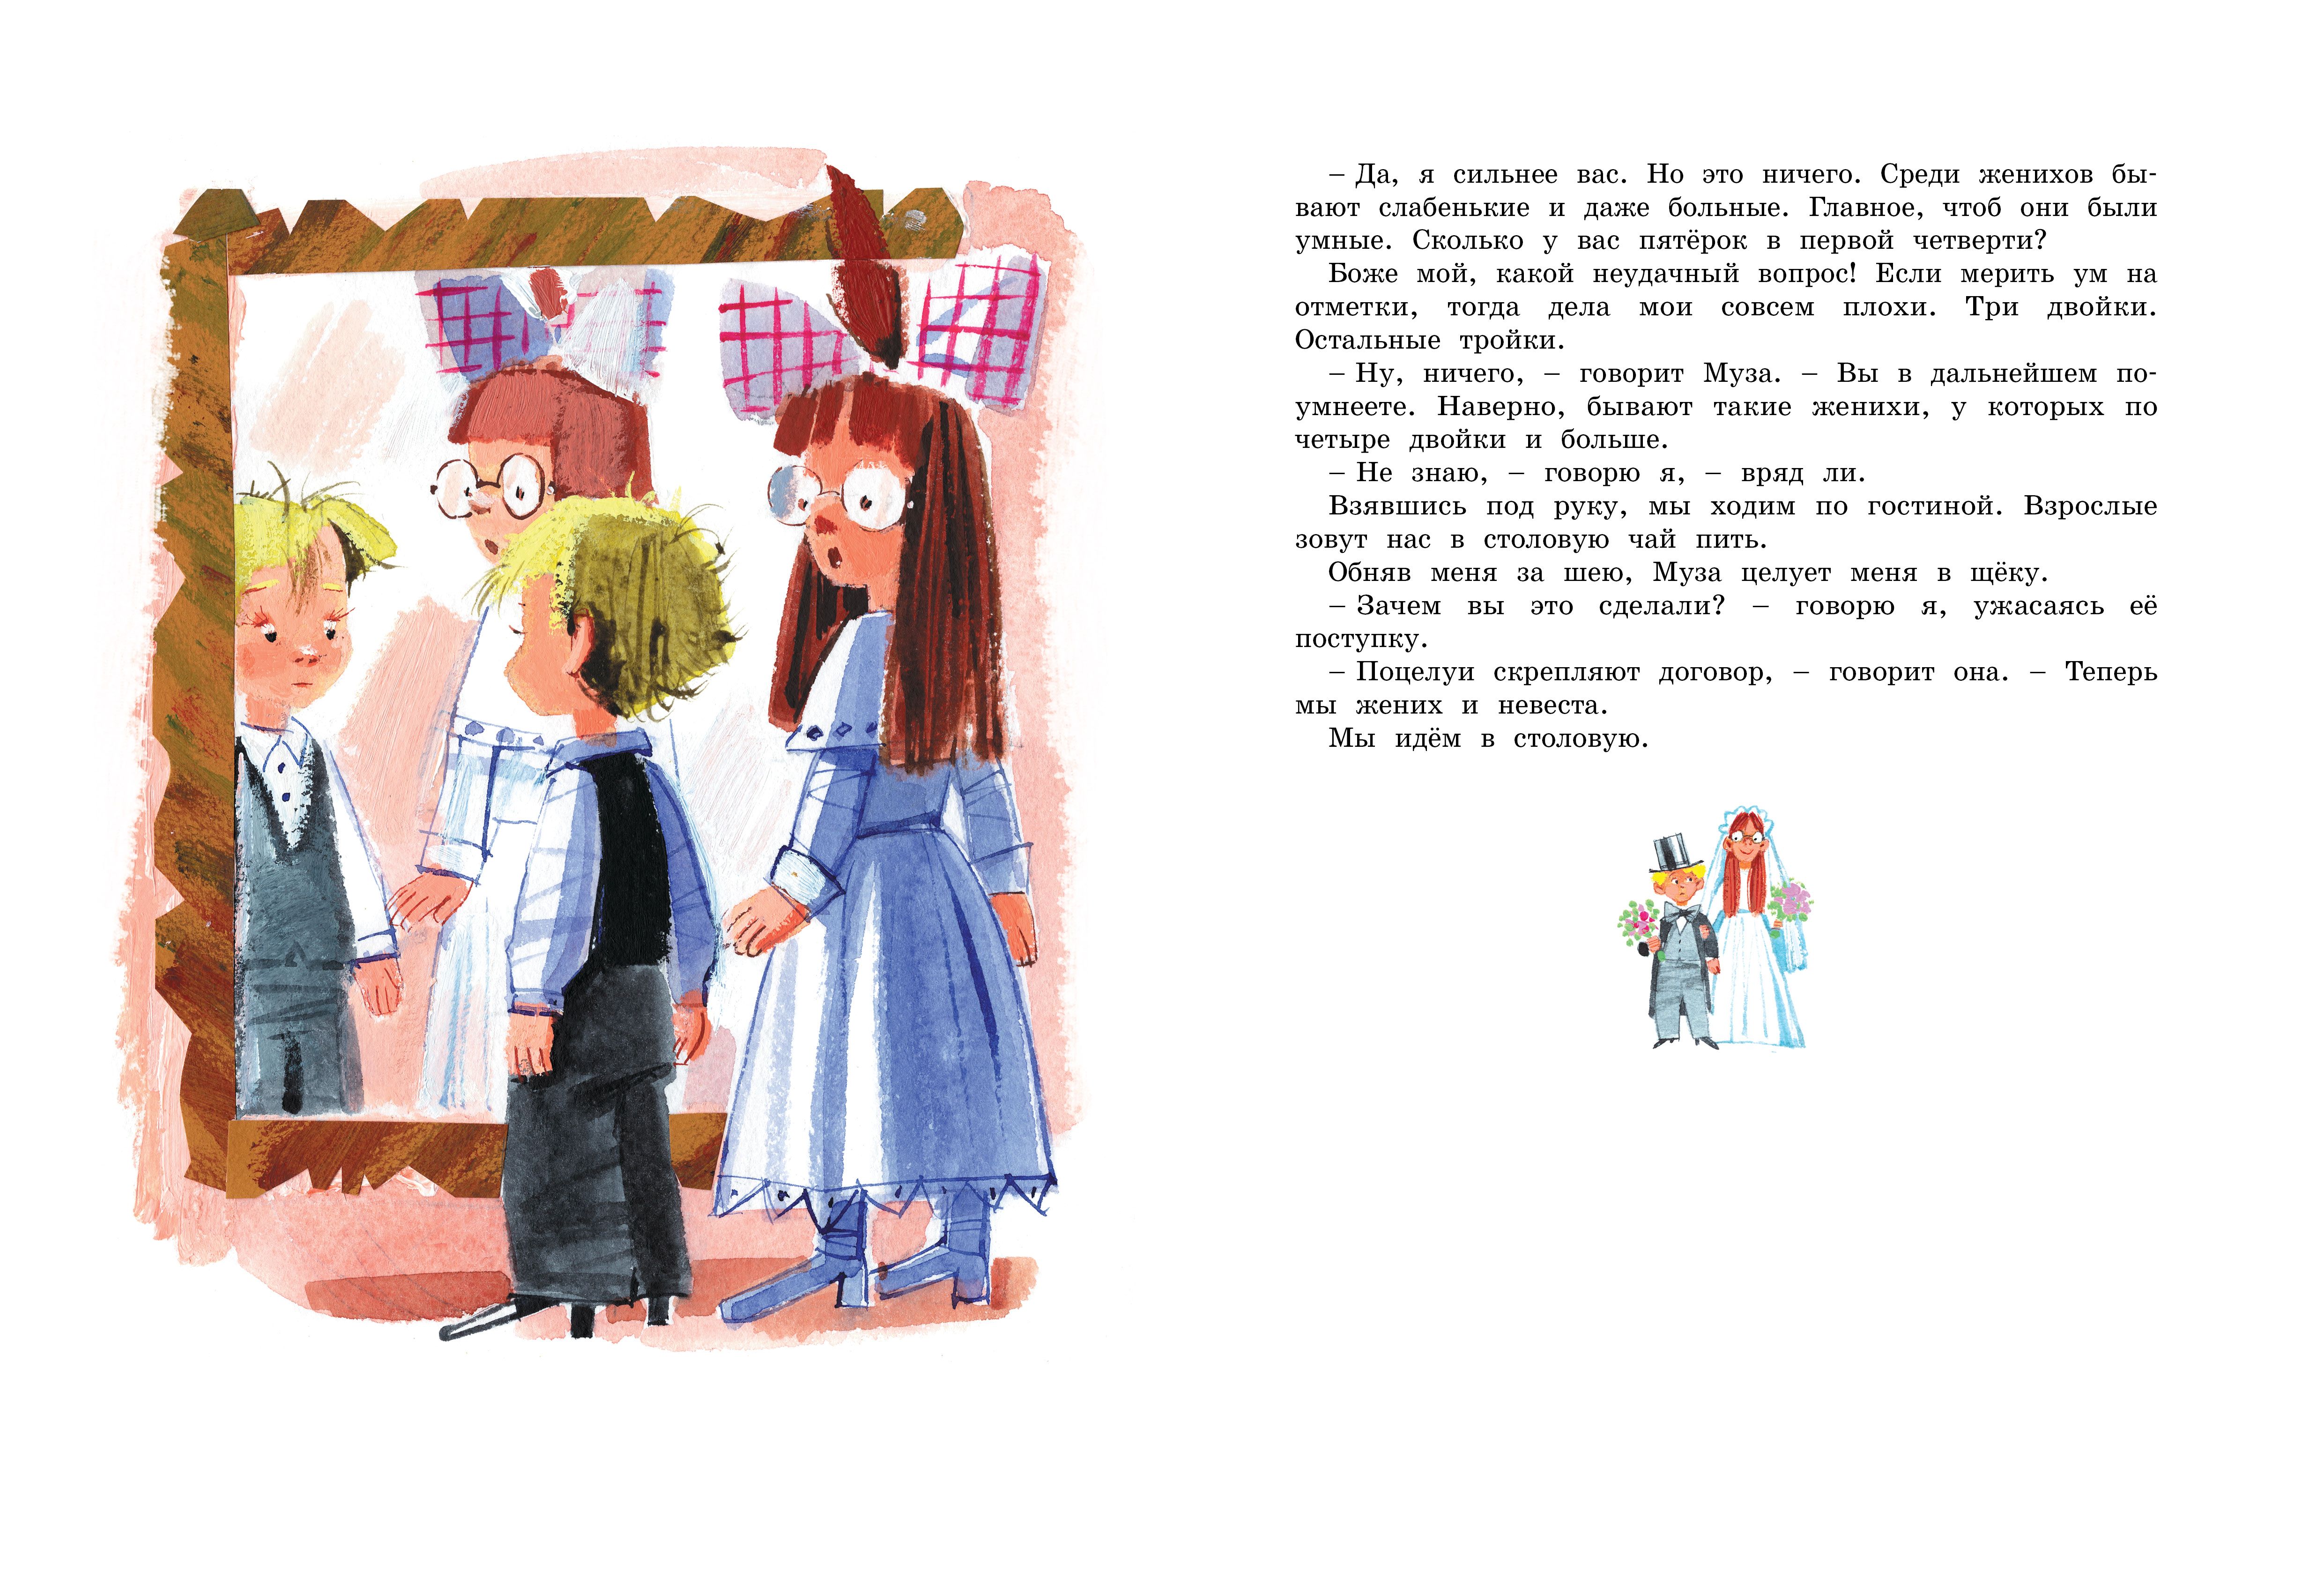 – Да, я сильнее вас. Но это ничего. Среди женихов бы-
вают слабенькие и даже больные. Главное, чтоб они были
умные. Сколько у вас пятёрок в первой четверти?
Боже мой, какой неудачный вопрос! Если мерить ум на
отметки, тогда дела мои совсем плохи. Три двойки.
Остальные тройки.
– Ну, ничего, – говорит Муза. – Вы в дальнейшем по-
умнеете. Наверно, бывают такие женихи, у которых по
четыре двойки и больше.
– Не знаю, – говорю я, – вряд ли.
Взявшись под руку, мы ходим по гостиной. Взрослые
зовут нас в столовую чай пить.
Обняв меня за шею, Муза целует меня в щёку.
– Зачем вы это сделали? – говорю я, ужасаясь её
поступку.
– Поцелуи скрепляют договор, – говорит она. – Теперь
мы жених и невеста.
Мы идём в столовую.